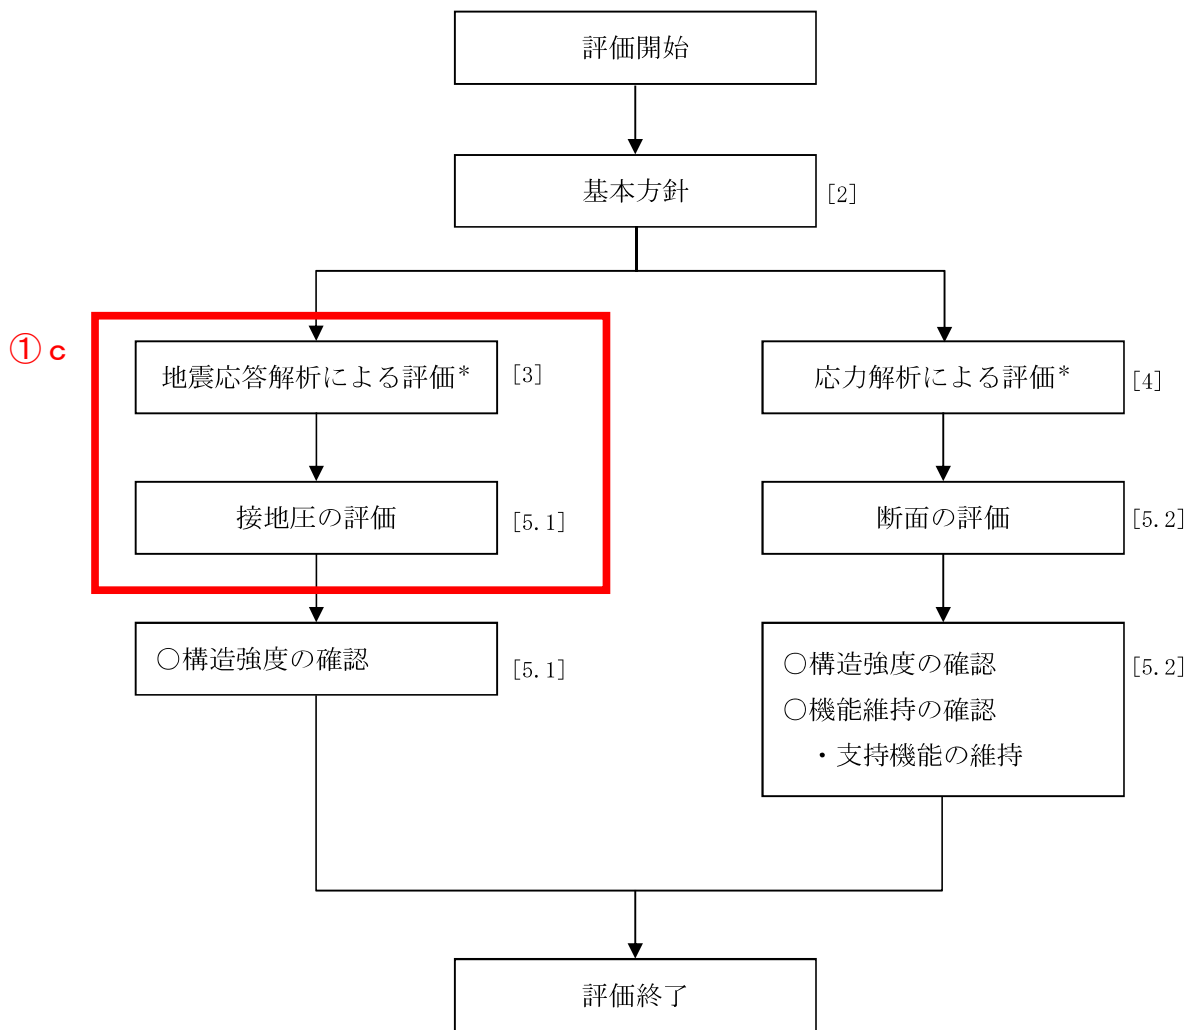 評価開始
基本方針
[2]
① c
地震応答解析による評価*
[3]
接地圧の評価
[5.1]
○構造強度の確認
[5.1]
応力解析による評価*
[4]
断面の評価
[5.2]
○構造強度の確認
○機能維持の確認
・支持機能の維持
[5.2]
評価終了